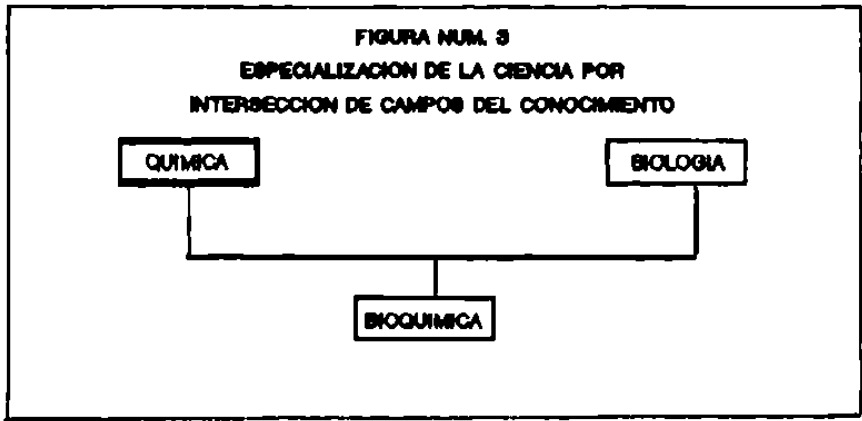 FIGURA NUM. 3
ESPECIALIZACION DE LA CIENCIA POR
INTERSECCION DE CAMPOS DEL CONOCIMIENTO
QUIMICA
BIOLOGIA
BIOQUIMICA